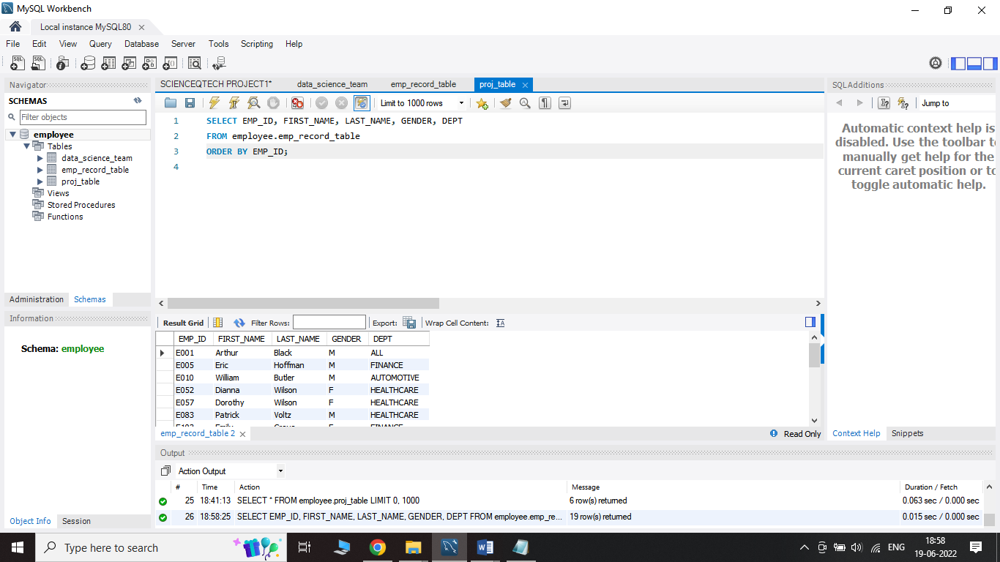 MySQL Workbench
Local instance MySQL80
File Edit View Query Database Server Tools Scripting Help
Navigator
SCHEMAS
Filter objects
employee
Tables
data_science_team
emp_record_table
proj_table
Views
Stored Procedures
Functions
Administration Schemas
Information
Schema: employee
Object Info Session
SCIENCEQTECH PROJECT1* data_science_team emp_record_table proj_table
Limit to 1000 rows
1 SELECT EMP_ID, FIRST_NAME, LAST_NAME, GENDER, DEPT
2 FROM employee.emp_record_table
3 ORDER BY EMP_ID;
4
Result Grid Filter Rows: Export: Wrap Cell Content:
EMP_ID FIRST_NAME LAST_NAME GENDER DEPT
E001 Arthur Black M ALL
E005 Eric Hoffman M FINANCE
E010 William Butler M AUTOMOTIVE
E052 Dianna Wilson F HEALTHCARE
E057 Dorothy Wilson F HEALTHCARE
E083 Patrick Voltz M HEALTHCARE
emp_record_table 2
Read Only
SQLAdditions
Jump to
Automatic context help is
disabled. Use the toolbar to
manually get help for the
current caret position or to
toggle automatic help.
Context Help Snippets
Output
Action Output
# Time Action Message Duration / Fetch
25 18:41:13 SELECT * FROM employee.proj_table LIMIT 0, 1000 6 row(s) returned 0.063 sec / 0.000 sec
26 18:58:25 SELECT EMP_ID, FIRST_NAME, LAST_NAME, GENDER, DEPT FROM employee.emp_re... 19 row(s) returned 0.015 sec / 0.000 sec
Type here to search
ENG
18:58
19-06-2022